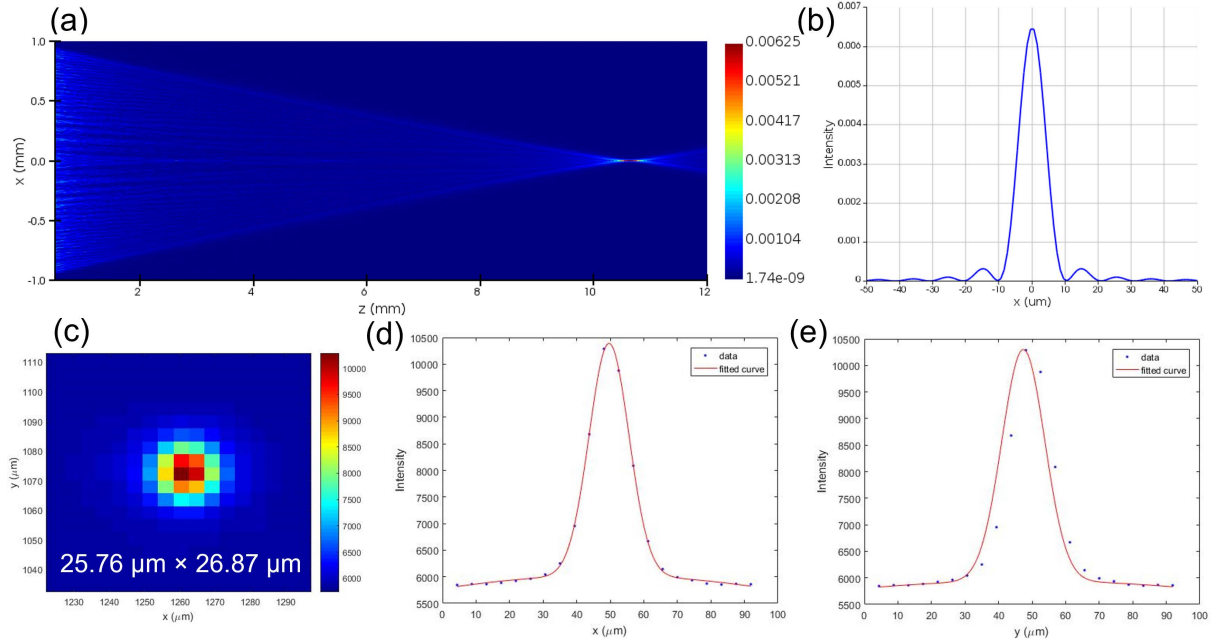 (a)
1.0
0.5
0.0
-0.5
-1.0
x (mm)
2
4
6
8
10
12
z (mm)
0.00625
0.00521
0.00417
0.00313
0.00208
0.00104
1.74e-09
(b)
0.007
0.006
0.005
0.004
0.003
0.002
0.001
0
Intensity
-50 -40 -30 -20 -10 0 10 20 30 40 50
x (um)
(c)
1110
1100
1090
1080
1070
1060
1050
1040
y (μm)
25.76 μm × 26.87 μm
1230 1240 1250 1260 1270 1280 1290
x (μm)
10000
9500
9000
8500
8000
7500
7000
6500
6000
(d)
10500
10000
9500
9000
8500
8000
7500
7000
6500
6000
5500
Intensity
data
fitted curve
0 10 20 30 40 50 60 70 80 90 100
x (μm)
(e)
10500
10000
9500
9000
8500
8000
7500
7000
6500
6000
5500
Intensity
data
fitted curve
0 10 20 30 40 50 60 70 80 90 100
y (μm)